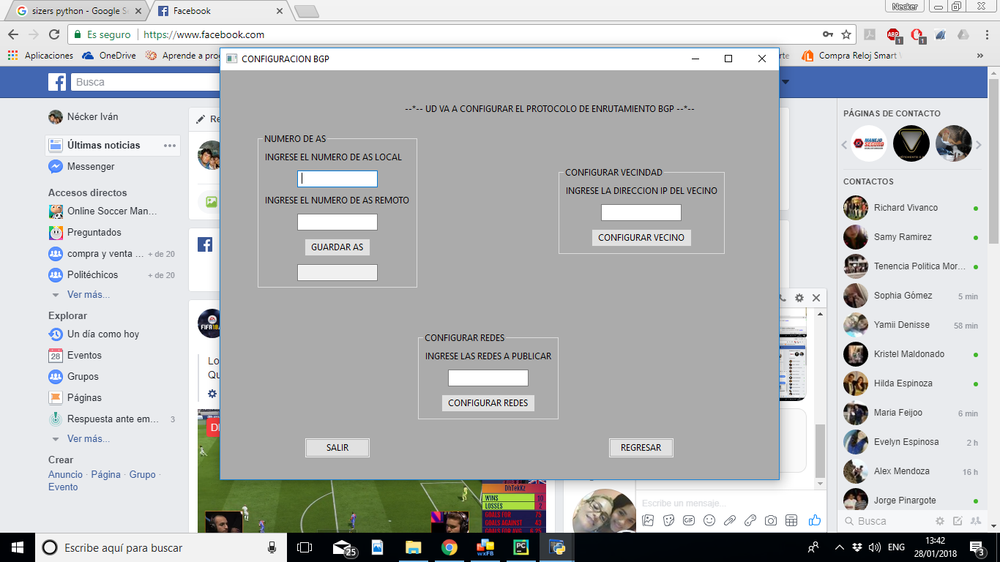 sizers python - Google Se
Facebook
Necker
Es seguro
https://www.facebook.com
ABP
1
1
Aplicaciones
OneDrive
Aprende a prog
rte
Compra Reloj Smart W
»
CONFIGURACION BGP
Busca
Nécker Iván
Últimas noticias
Messenger
Accesos directos
Online Soccer Man...
Preguntados
compra y venta ...
+ de 20
Politéchicos
+ de 20
Ver más...
Explorar
Un día como hoy
Eventos
28
Grupos
Páginas
Respuesta ante em...
3
Ver más...
Crear
Anuncio · Página · Grupo ·
Evento
Re
FIFA 18
Lo
Qu
--*-- UD VA A CONFIGURAR EL PROTOCOLO DE ENRUTAMIENTO BGP --*--
NUMERO DE AS
INGRESE EL NUMERO DE AS LOCAL
INGRESE EL NUMERO DE AS REMOTO
GUARDAR AS
CONFIGURAR VECINDAD
INGRESE LA DIRECCION IP DEL VECINO
CONFIGURAR VECINO
CONFIGURAR REDES
INGRESE LAS REDES A PUBLICAR
CONFIGURAR REDES
SALIR
REGRESAR
DhTekKz
WINS 10
LOSSES 2
GOALS FOR 75
GOALS AGAINST 43
GOALS FOR AVG 6.25
PÁGINAS DE CONTACTO
MANEJO
SEGURO
CONTACTOS
Richard Vivanco
Samy Ramirez
Tenencia Politica Mor...
Sophia Gómez
5 min
Yamii Denisse
58 min
Kristel Maldonado
Hilda Espinoza
Maria Feijoo
6 min
Evelyn Espinosa
2 h
Alex Mendoza
16 h
Jorge Pinargote
Busca
Escribe un mensaje...
GIF
Escribe aquí para buscar
25
wxFB
PC
ENG
13:42
28/01/2018
3